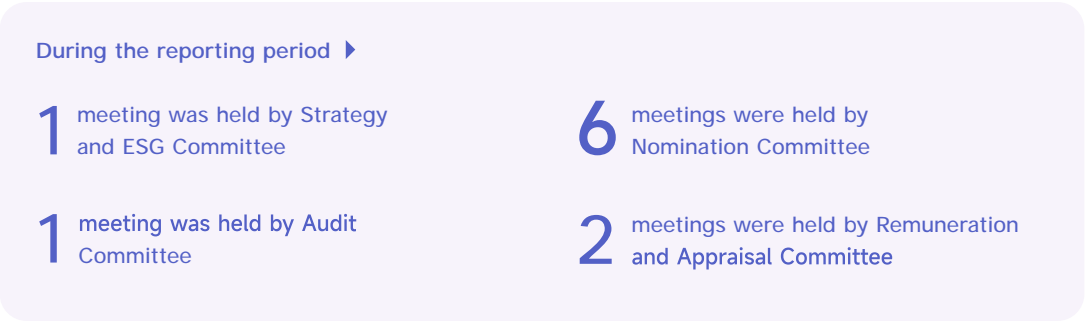 During the reporting period
1 meeting was held by Strategy
and ESG Committee
6 meetings were held by
Nomination Committee
1 meeting was held by Audit
Committee
2 meetings were held by Remuneration
and Appraisal Committee